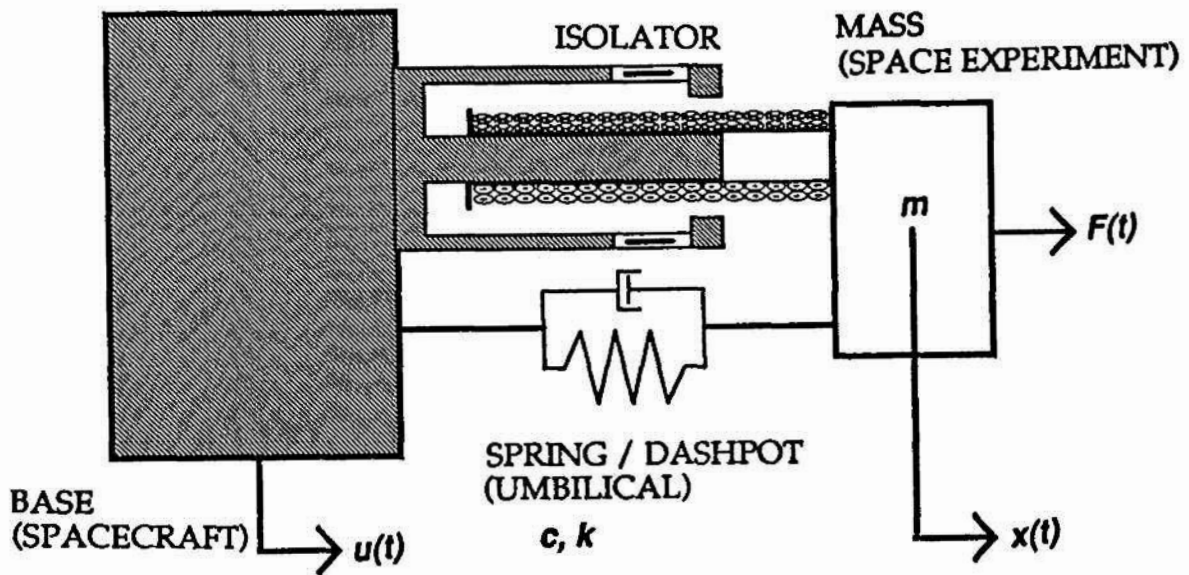 ISOLATOR
MASS
(SPACE EXPERIMENT)
m
F(t)
SPRING / DASHPOT
(UMBILICAL)
c, k
BASE
(SPACECRAFT)
u(t)
x(t)